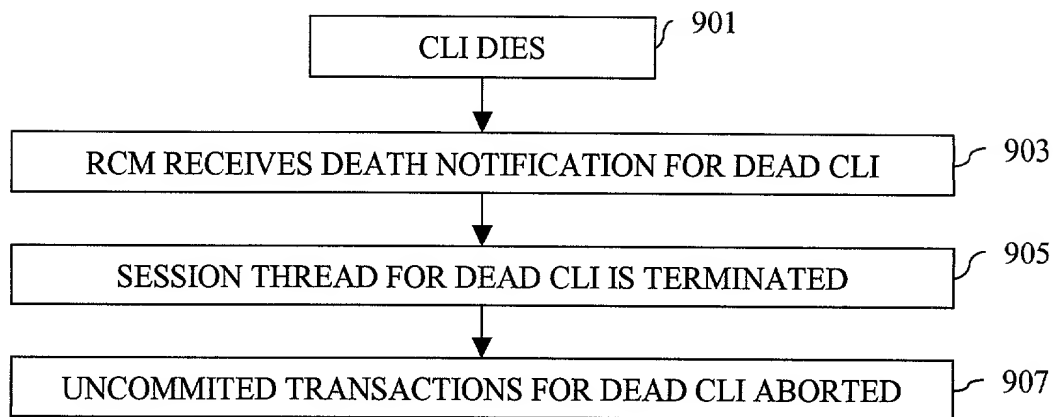 CLI DIES
901
RCM RECEIVES DEATH NOTIFICATION FOR DEAD CLI
903
SESSION THREAD FOR DEAD CLI IS TERMINATED
905
UNCOMMITED TRANSACTIONS FOR DEAD CLI ABORTED
907